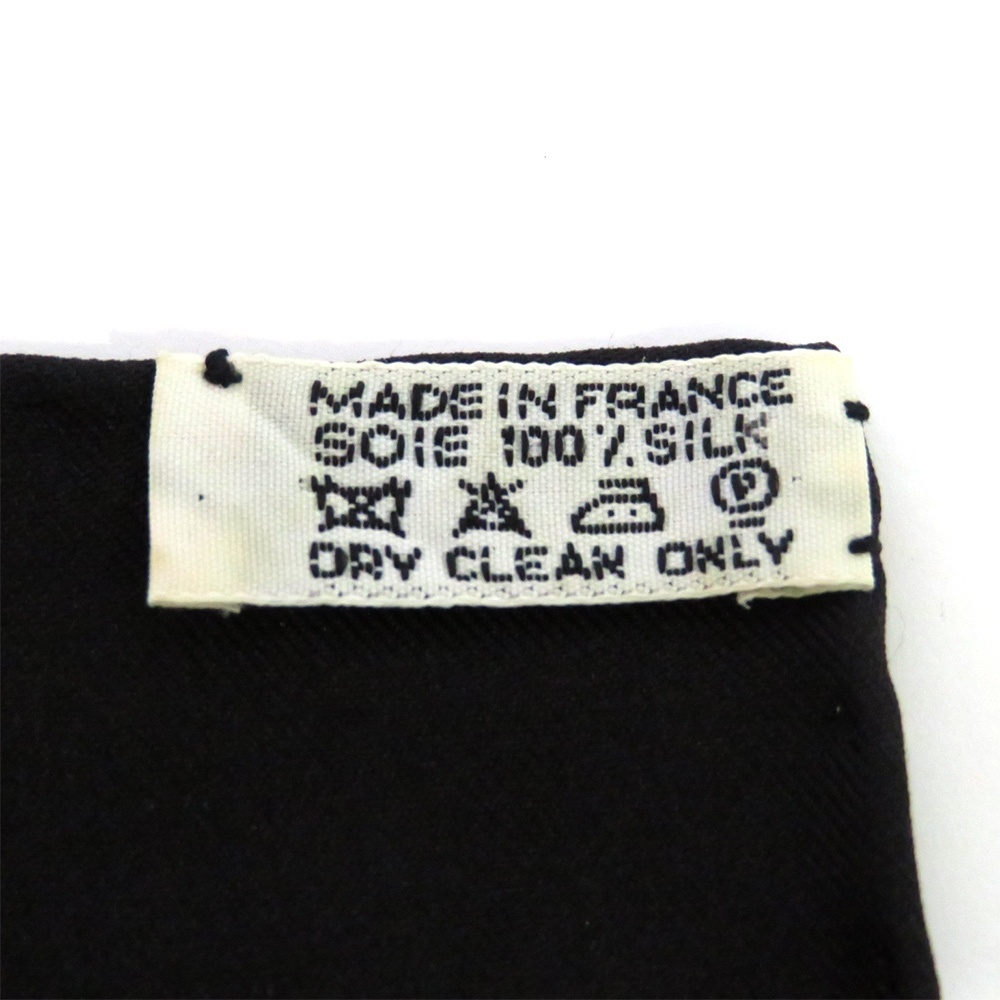 MADE IN FRANCE
SOIE 100% SILK
P
DRY CLEAN ONLY